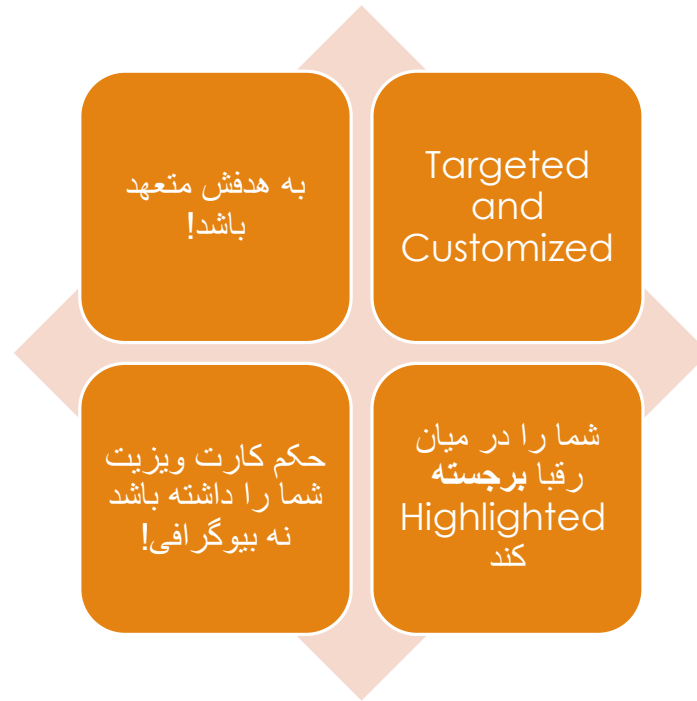 به هدفش متعهد
باشد!
Targeted
and
Customized
حکم کارت ویزیت
شما را داشته باشد
نه بیوگرافی!
شما را در میان
رقبا برجسته
Highlighted
کند